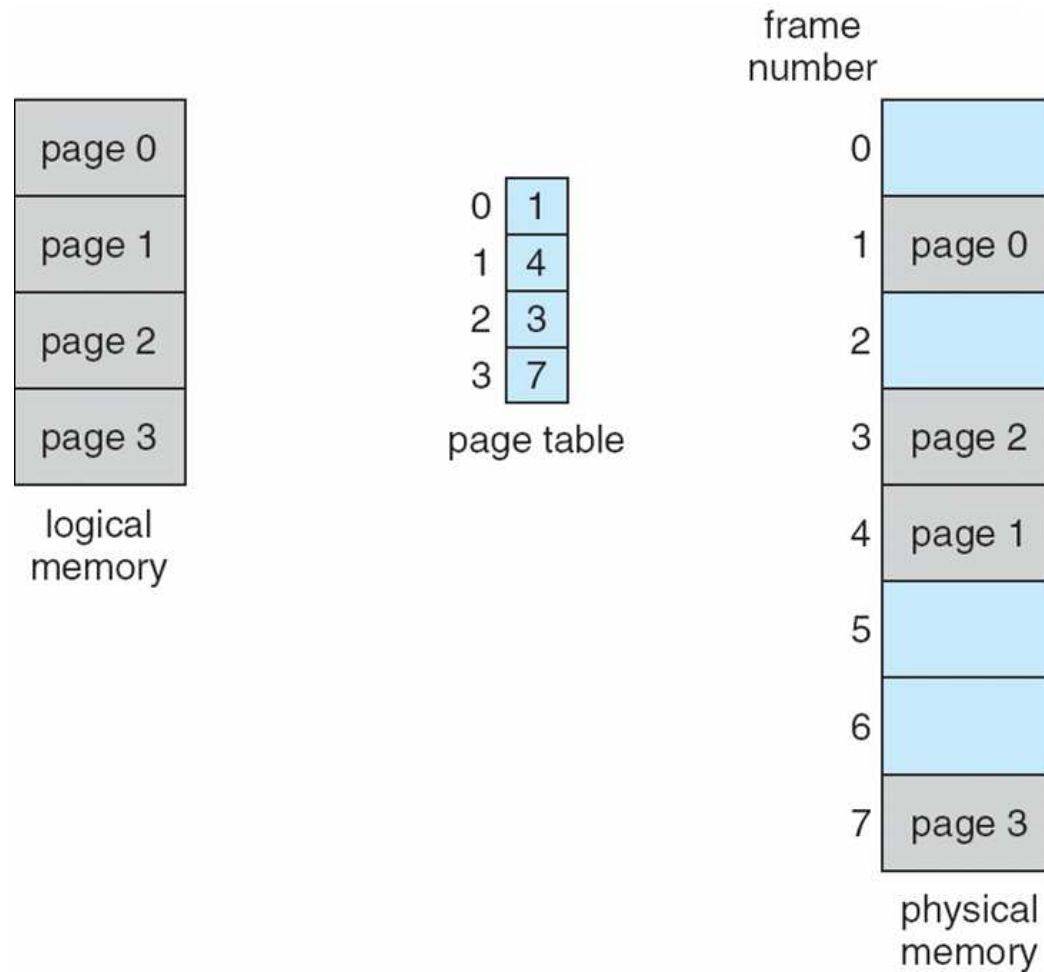 page 0
page 1
page 2
page 3
logical
memory
0 1
1 4
2 3
3 7
page table
frame
number
0
1 page 0
2
3 page 2
4 page 1
5
6
7 page 3
physical
memory